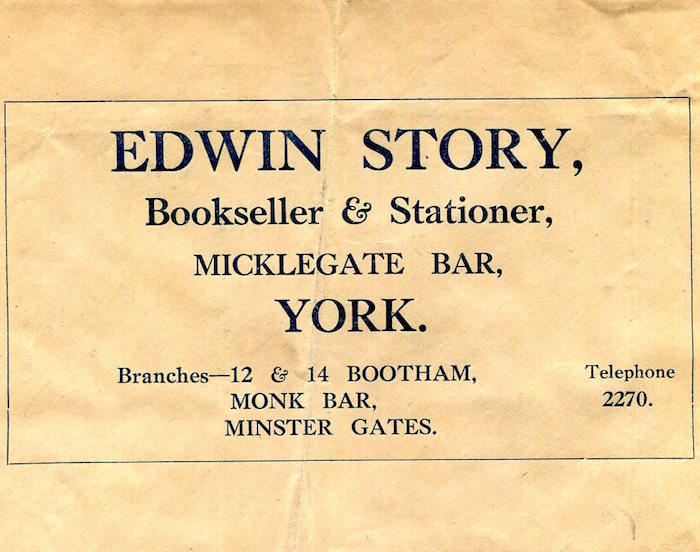 EDWIN STORY,
Bookseller & Stationer,
MICKLEGATE BAR,
YORK.
Branches—12 & 14 BOOTHAM,
MONK BAR,
MINSTER GATES.
Telephone
2270.